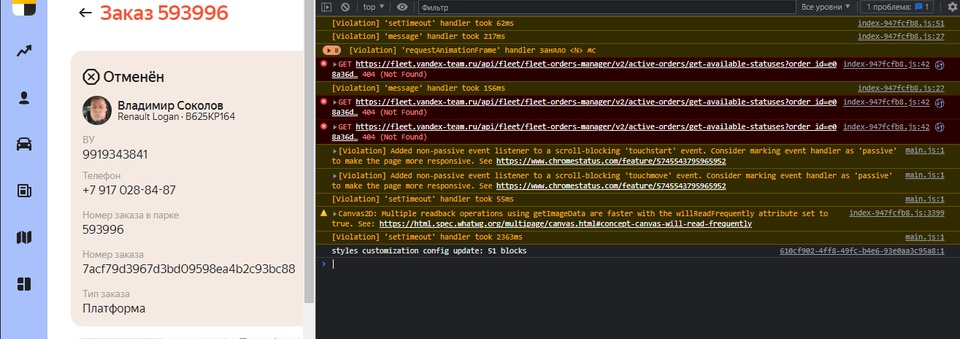 ← Заказ 593996
Отменён
Владимир Соколов
Renault Logan • B625KP164
ВУ
9919343841
Телефон
+7 917 028-84-87
Номер заказа в парке
593996
Номер заказа
7acf79d3967d3bd09598ea4b2c93bc88
Тип заказа
Платформа
top ▾ Фильтр Все уровни ▾ 1 проблема: 1
[Violation] 'setTimeout' handler took 62ms index-947fcfb8.js:51
[Violation] 'message' handler took 217ms index-947fcfb8.js:27
8 [Violation] 'requestAnimationFrame' handler заняло <N> мс
GET https://fleet.yandex-team.ru/api/fleet/fleet-orders-manager/v2/active-orders/get-available-statuses?order_id=e0 index-947fcfb8.js:42
8a36d… 404 (Not Found)
[Violation] 'message' handler took 156ms index-947fcfb8.js:27
GET https://fleet.yandex-team.ru/api/fleet/fleet-orders-manager/v2/active-orders/get-available-statuses?order_id=e0 index-947fcfb8.js:42
8a36d… 404 (Not Found)
GET https://fleet.yandex-team.ru/api/fleet/fleet-orders-manager/v2/active-orders/get-available-statuses?order_id=e0 index-947fcfb8.js:42
8a36d… 404 (Not Found)
[Violation] Added non-passive event listener to a scroll-blocking 'touchstart' event. Consider marking event handler as 'passive' main.js:1
to make the page more responsive. See https://www.chromestatus.com/feature/5745543795965952
[Violation] Added non-passive event listener to a scroll-blocking 'touchmove' event. Consider marking event handler as 'passive' main.js:1
to make the page more responsive. See https://www.chromestatus.com/feature/5745543795965952
[Violation] 'setTimeout' handler took 55ms main.js:1
Canvas2D: Multiple readback operations using getImageData are faster with the willReadFrequently attribute set to index-947fcfb8.js:3399
true. See: https://html.spec.whatwg.org/multipage/canvas.html#concept-canvas-will-read-frequently
[Violation] 'setTimeout' handler took 2363ms main.js:1
styles customization config update: 51 blocks 610cf902-4ff8-49fc-b4e6-93e0aa3c95a8:1